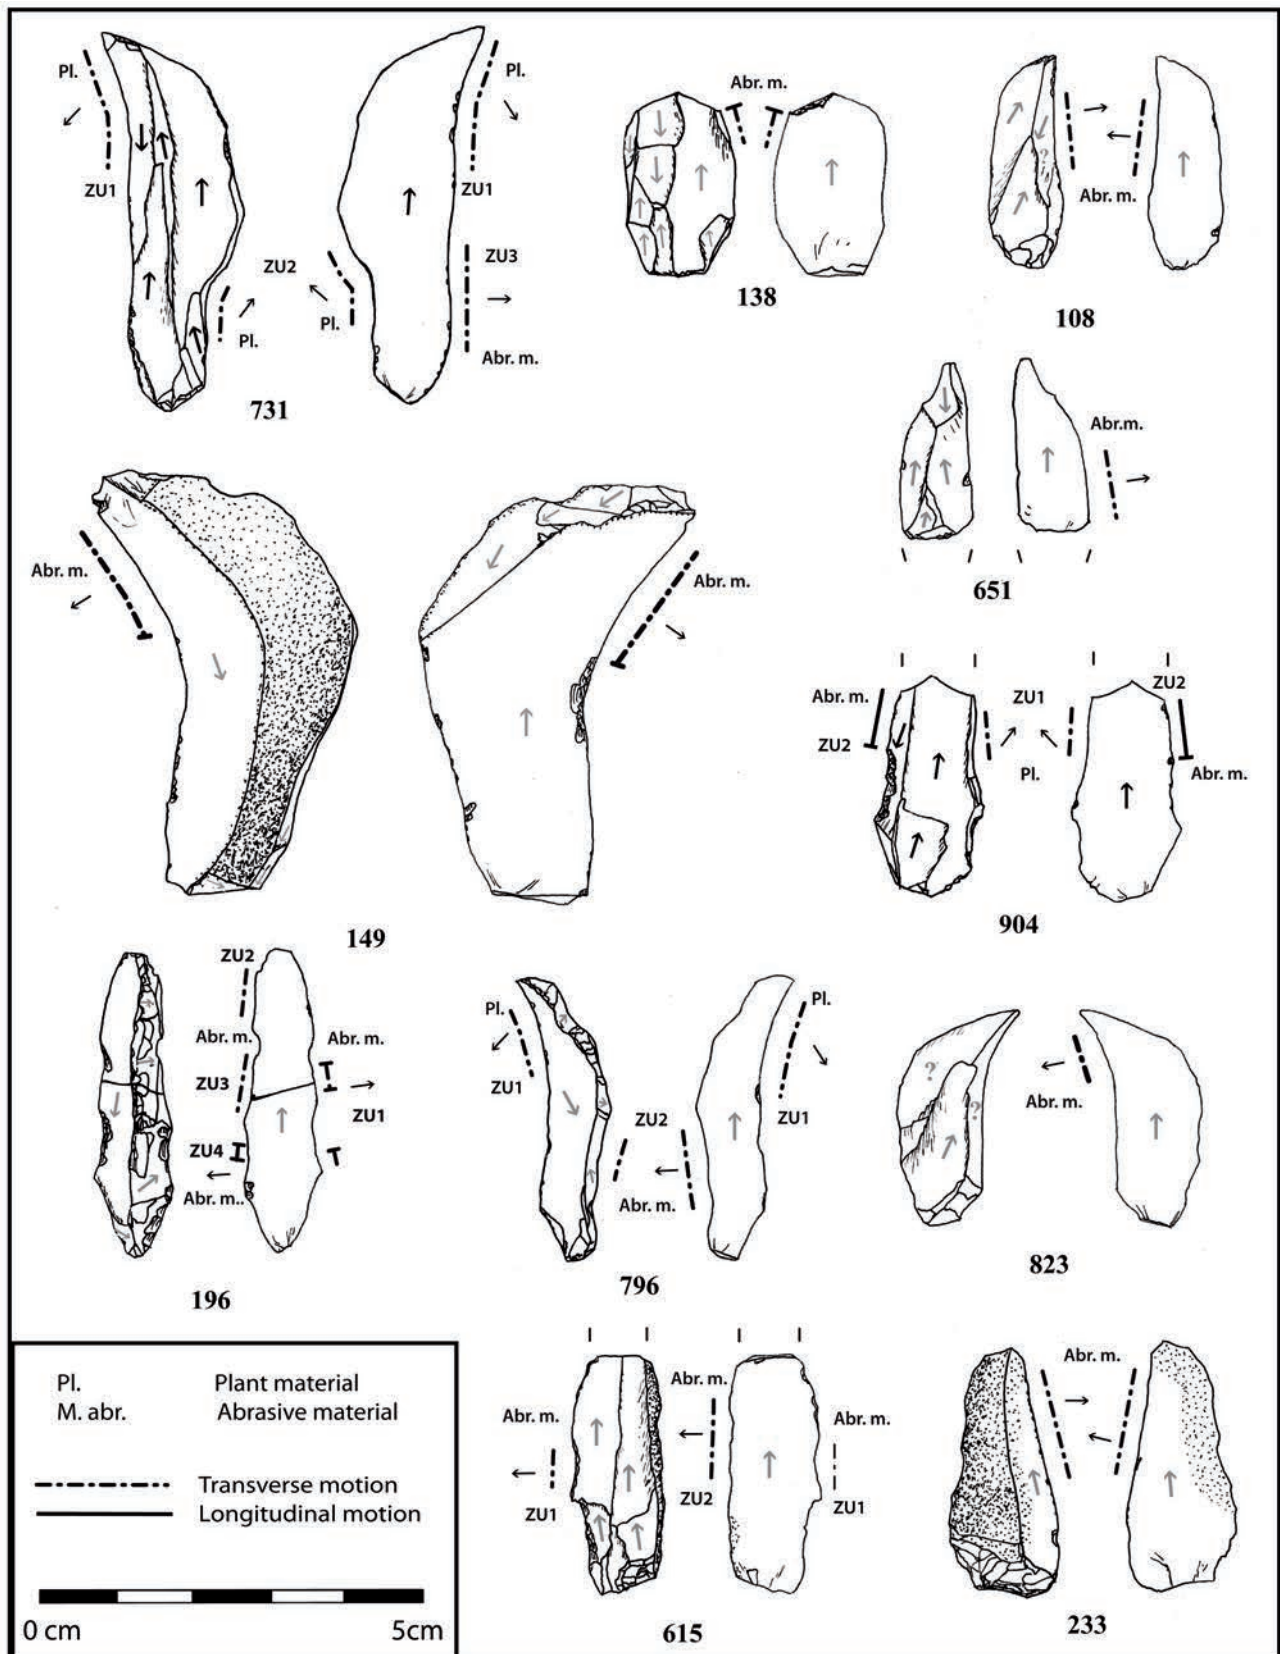 Pl.
Pl.
ZU1
ZU1
ZU2
ZU3
Pl.
Pl.
Abr. m.
731
Abr. m.
138
Abr. m.
108
Abr.m.
651
Abr. m.
Abr. m.
149
Abr. m.
ZU1
ZU2
ZU2
Pl.
Abr. m.
904
ZU2
Abr. m.
Abr. m.
ZU3
ZU1
ZU4
Abr. m..
196
Pl.
Pl.
ZU1
ZU2
ZU1
Abr. m.
796
?
?
Abr. m.
823
?
Abr. m.
Abr. m.
Abr. m.
ZU1
ZU2
ZU1
615
Abr. m.
233
Pl. Plant material
M. abr. Abrasive material
Transverse motion
Longitudinal motion
0 cm 5cm